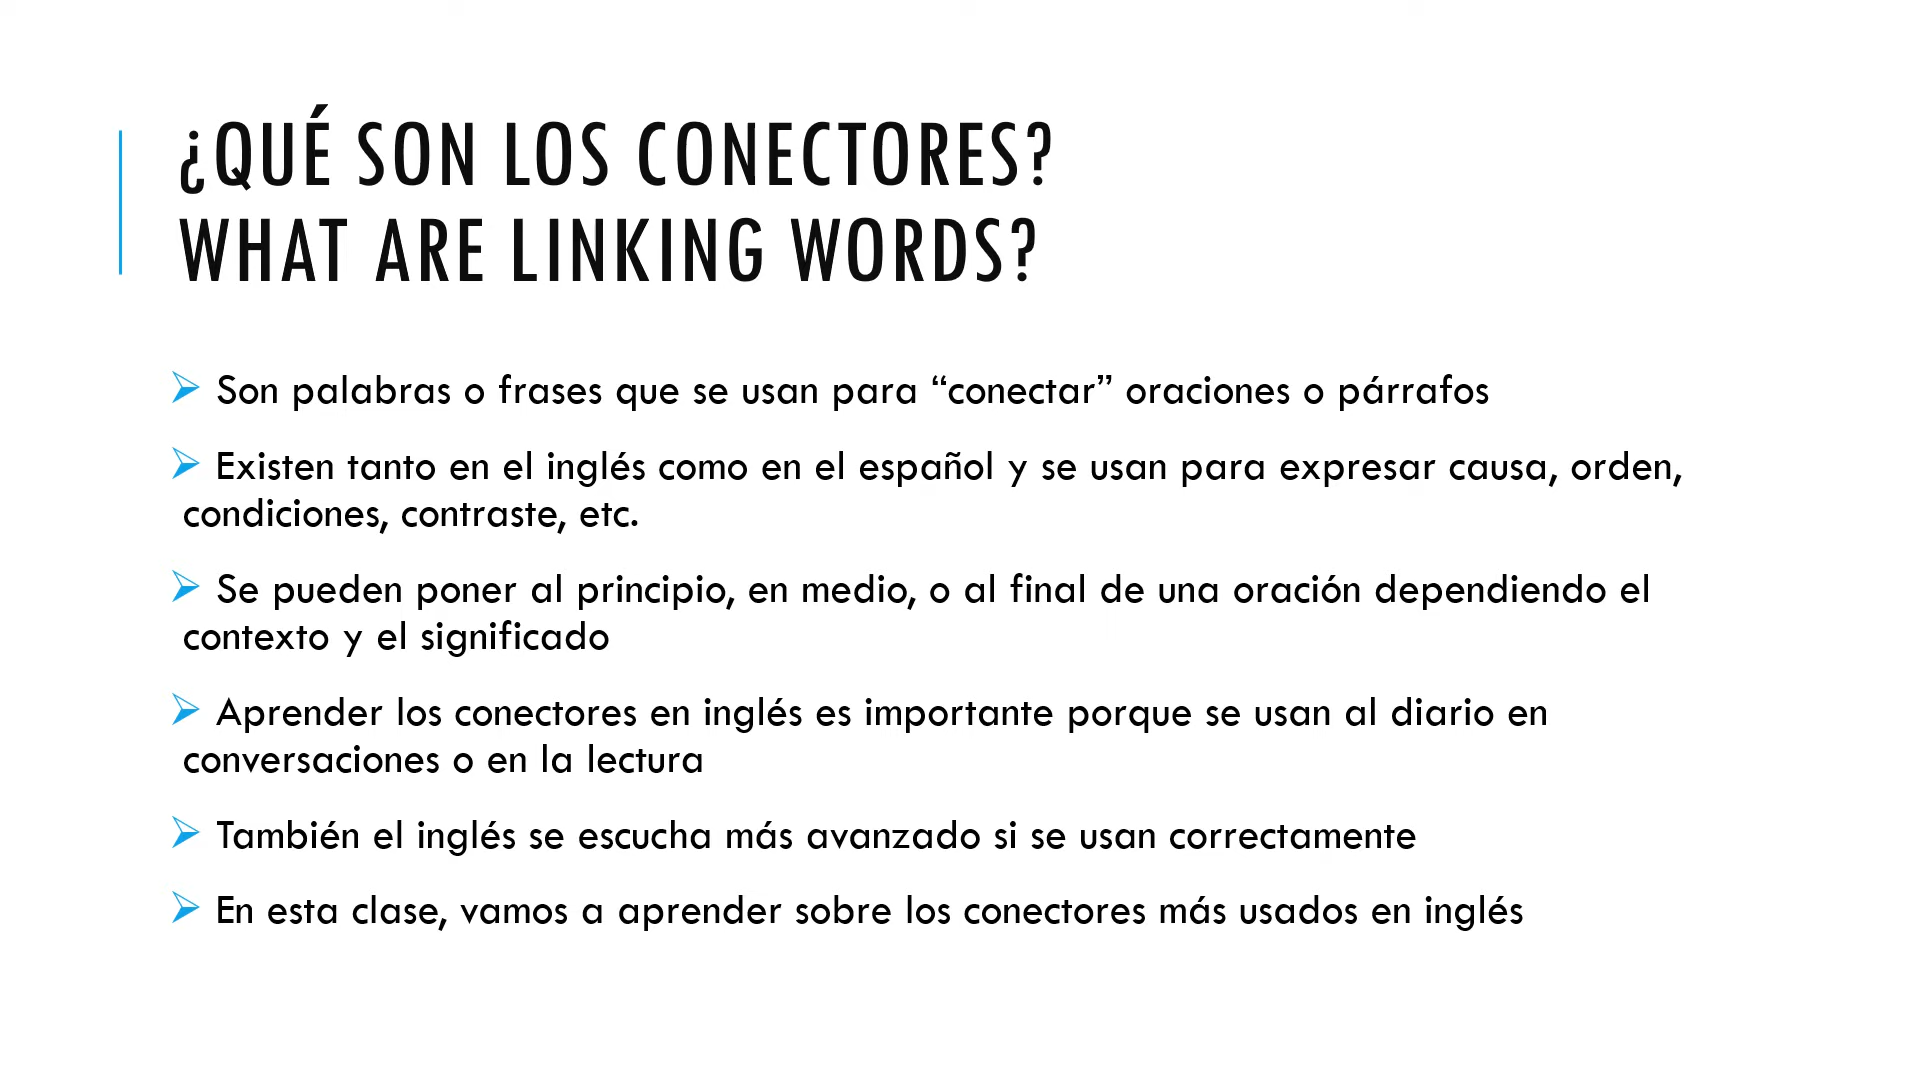 ¿QUÉ SON LOS CONECTORES?
WHAT ARE LINKING WORDS?
Son palabras o frases que se usan para “conectar” oraciones o párrafos
Existen tanto en el inglés como en el español y se usan para expresar causa, orden,
condiciones, contraste, etc.
Se pueden poner al principio, en medio, o al final de una oración dependiendo el
contexto y el significado
Aprender los conectores en inglés es importante porque se usan al diario en
conversaciones o en la lectura
También el inglés se escucha más avanzado si se usan correctamente
En esta clase, vamos a aprender sobre los conectores más usados en inglés